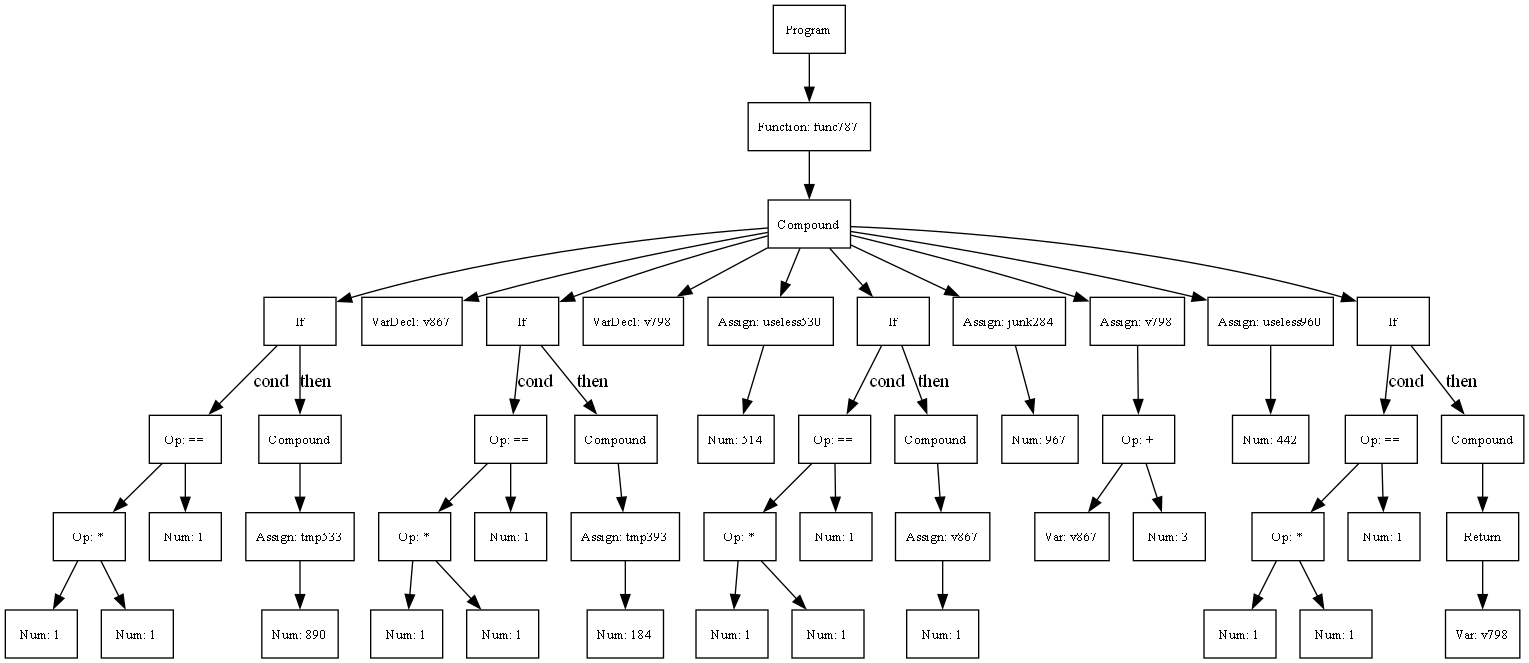 Program
Function: func787
Compound
If
VarDecl: v867
If
VarDecl: v798
Assign: useless530
If
Assign: junk284
Assign: v798
Assign: useless960
If
cond
then
cond
then
cond
then
cond
then
Op: ==
Compound
Op: ==
Compound
Num: 514
Op: ==
Compound
Num: 967
Op: +
Num: 442
Op: ==
Compound
Op: *
Num: 1
Assign: tmp533
Op: *
Num: 1
Assign: tmp393
Op: *
Num: 1
Assign: v867
Var: v867
Num: 3
Op: *
Num: 1
Return
Num: 1
Num: 1
Num: 890
Num: 1
Num: 1
Num: 184
Num: 1
Num: 1
Num: 1
Num: 1
Num: 1
Var: v798